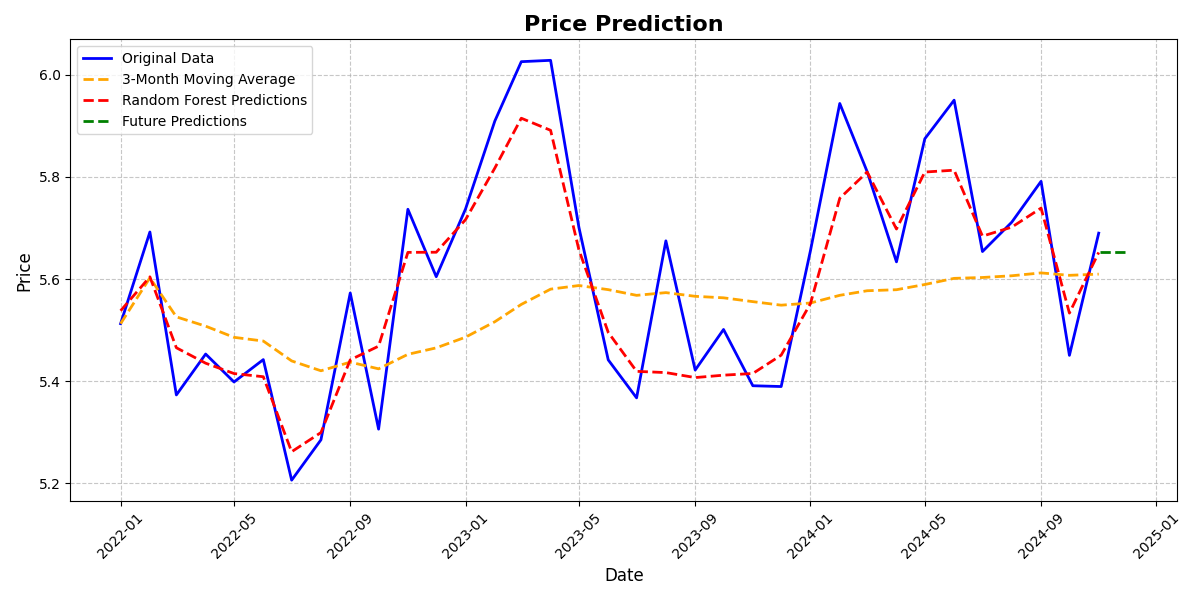 Price Prediction
Original Data
3-Month Moving Average
Random Forest Predictions
Future Predictions
Price
6.0
5.8
5.6
5.4
5.2
2022-01
2022-05
2022-09
2023-01
2023-05
2023-09
2024-01
2024-05
2024-09
2025-01
Date